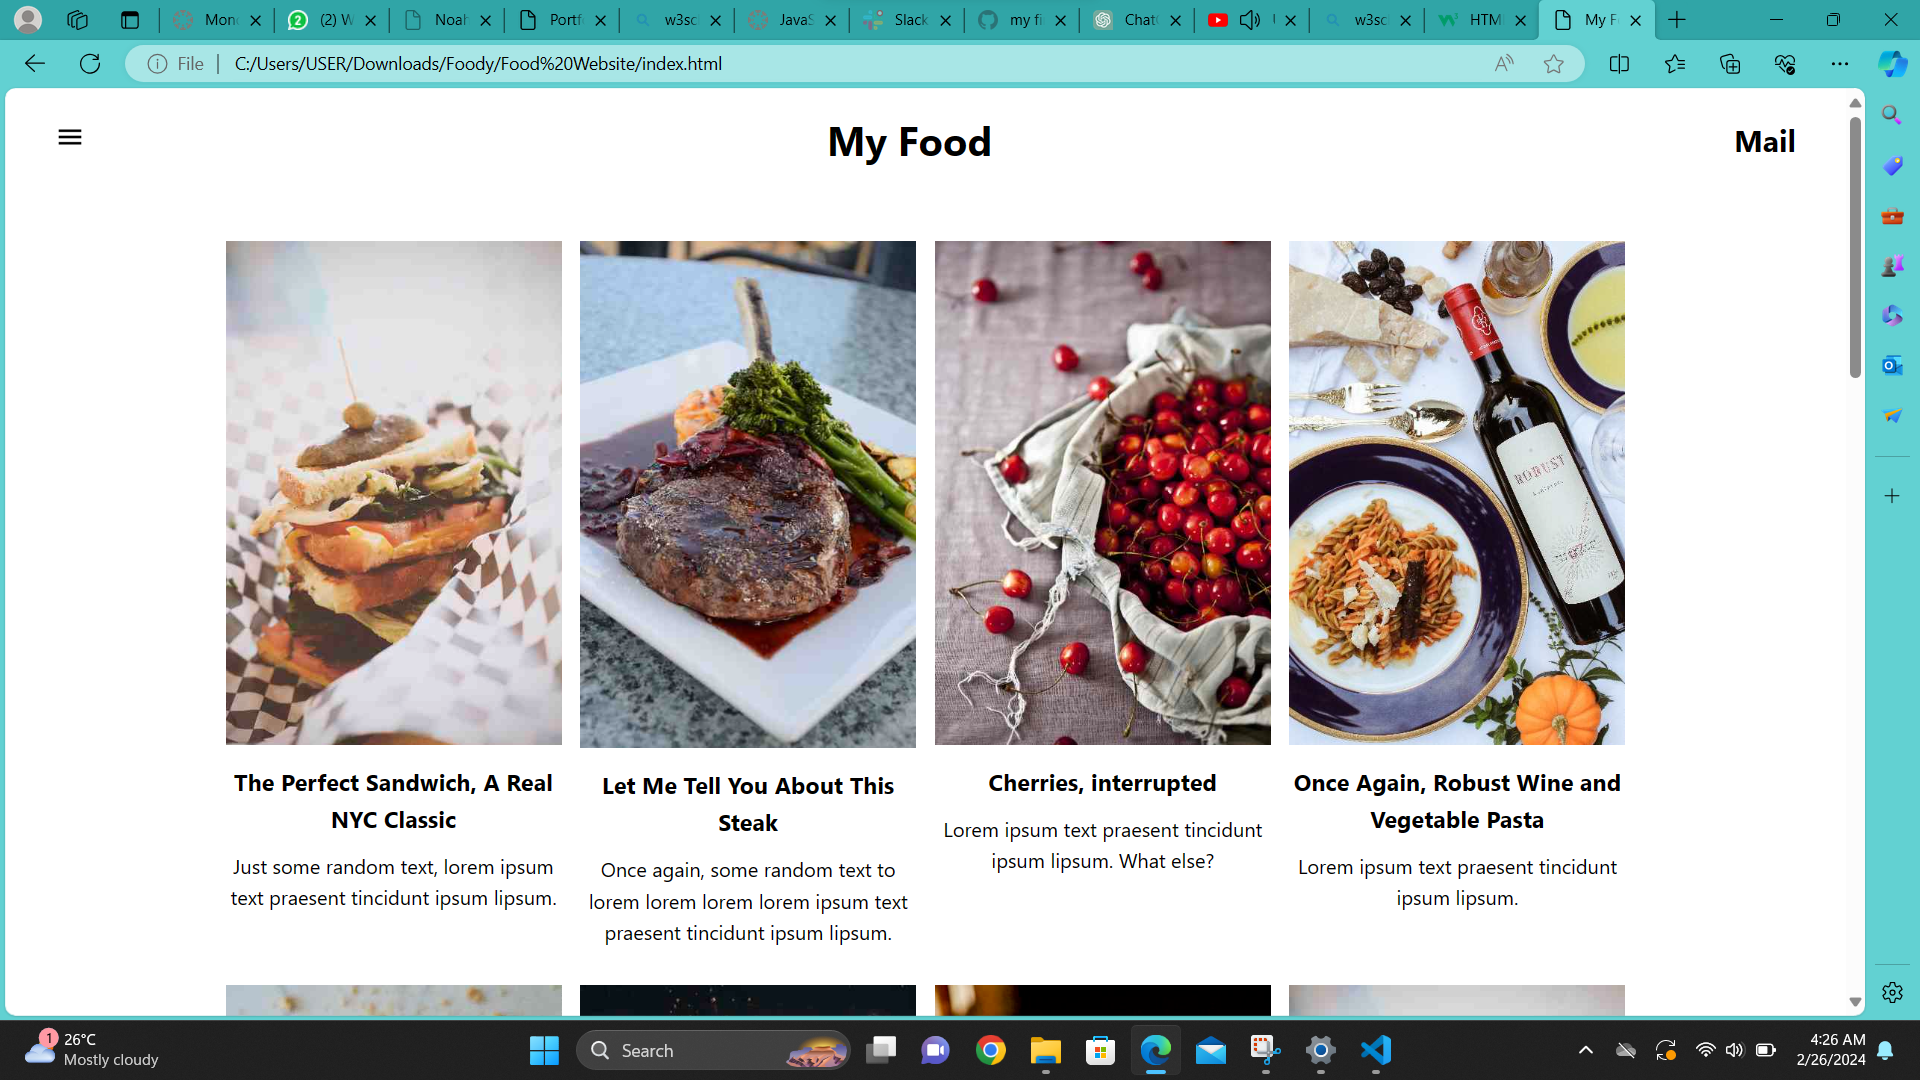 Mon
(2) W
Noah
Portf
w3sc
JavaS
Slack
my fi
Chat
w3sc
HTM
My F
File
C:/Users/USER/Downloads/Foody/Food%20Website/index.html
My Food
Mail
ROBUST
The Perfect Sandwich, A Real
NYC Classic
Just some random text, lorem ipsum
text praesent tincidunt ipsum lipsum.
Let Me Tell You About This
Steak
Once again, some random text to
lorem lorem lorem lorem ipsum text
praesent tincidunt ipsum lipsum.
Cherries, interrupted
Lorem ipsum text praesent tincidunt
ipsum lipsum. What else?
Once Again, Robust Wine and
Vegetable Pasta
Lorem ipsum text praesent tincidunt
ipsum lipsum.
1
26°C
Mostly cloudy
Search
4:26 AM
2/26/2024